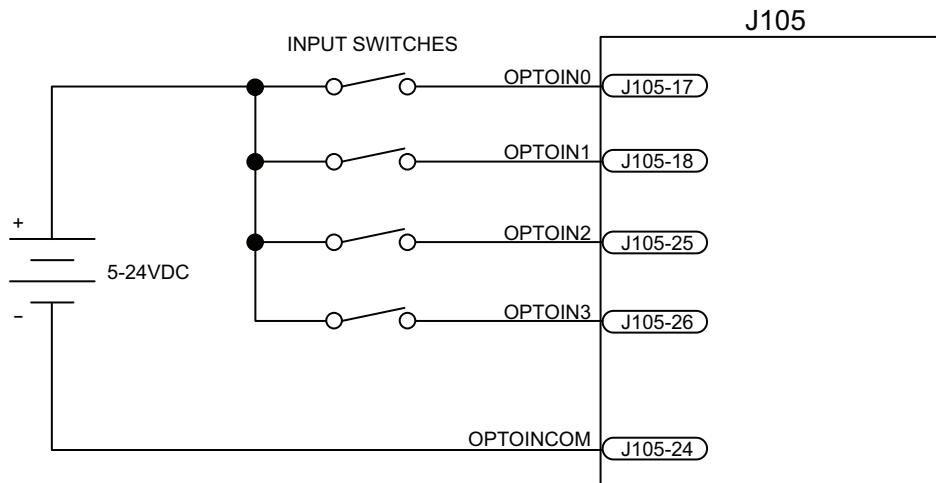 J105
INPUT SWITCHES
OPTOIN0
J105-17
OPTOIN1
J105-18
OPTOIN2
J105-25
+
5-24VDC
–
OPTOIN3
J105-26
OPTOINCOM
J105-24